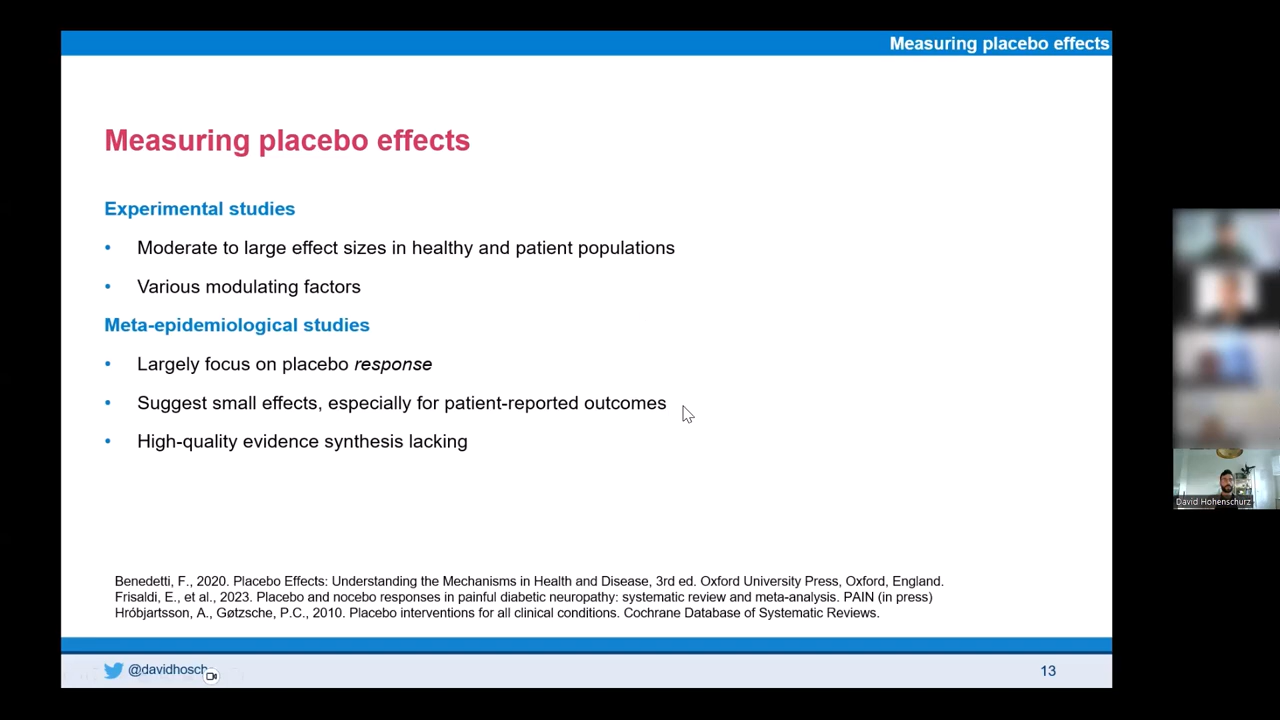 Measuring placebo effects
Measuring placebo effects
Experimental studies
• Moderate to large effect sizes in healthy and patient populations
• Various modulating factors
Meta-epidemiological studies
• Largely focus on placebo response
• Suggest small effects, especially for patient-reported outcomes
• High-quality evidence synthesis lacking
Benedetti, F., 2020. Placebo Effects: Understanding the Mechanisms in Health and Disease, 3rd ed. Oxford University Press, Oxford, England.
Frisaldi, E., et al., 2023. Placebo and nocebo responses in painful diabetic neuropathy: systematic review and meta-analysis. PAIN (in press)
Hróbjartsson, A., Gøtzsche, P.C., 2010. Placebo interventions for all clinical conditions. Cochrane Database of Systematic Reviews.
@davidhosch
13
David Hohenschurz